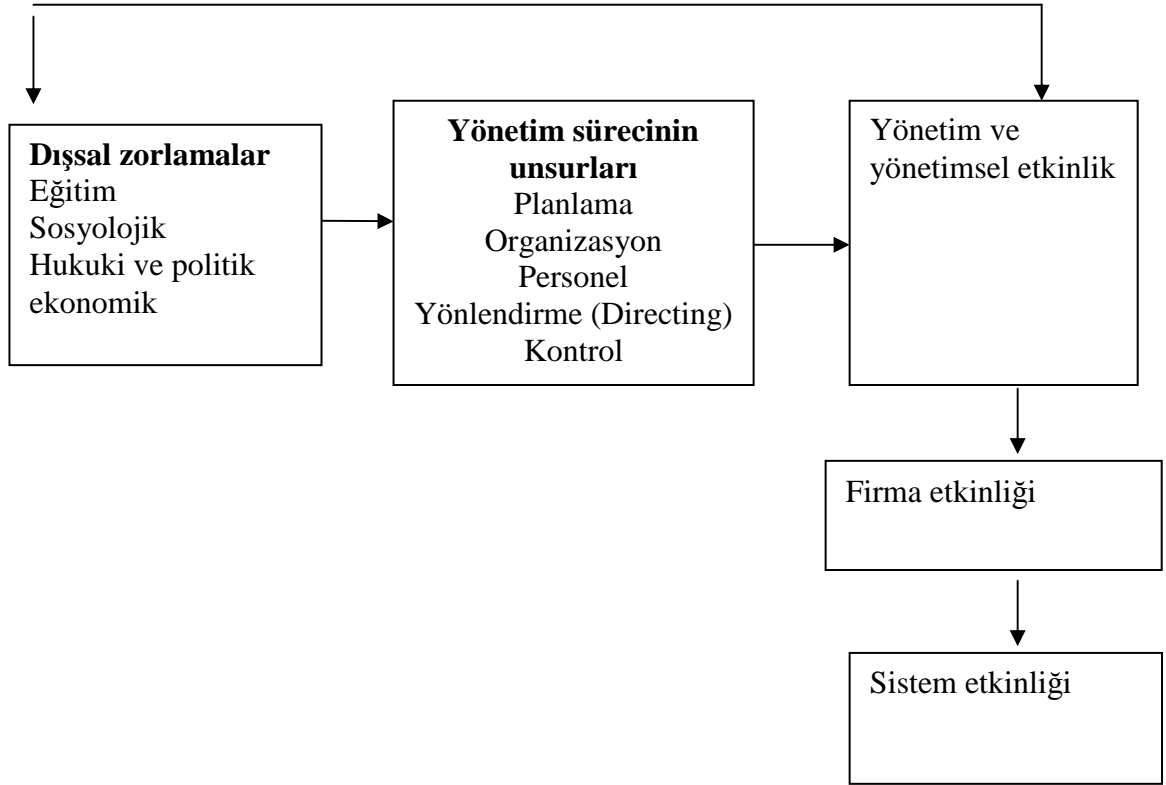 Dışsal zorlamalar
Eğitim
Sosyolojik
Hukuki ve politik
ekonomik
Yönetim sürecinin
unsurları
Planlama
Organizasyon
Personel
Yönlendirme (Directing)
Kontrol
Yönetim ve
yönetimsel etkinlik
Firma etkinliği
Sistem etkinliği